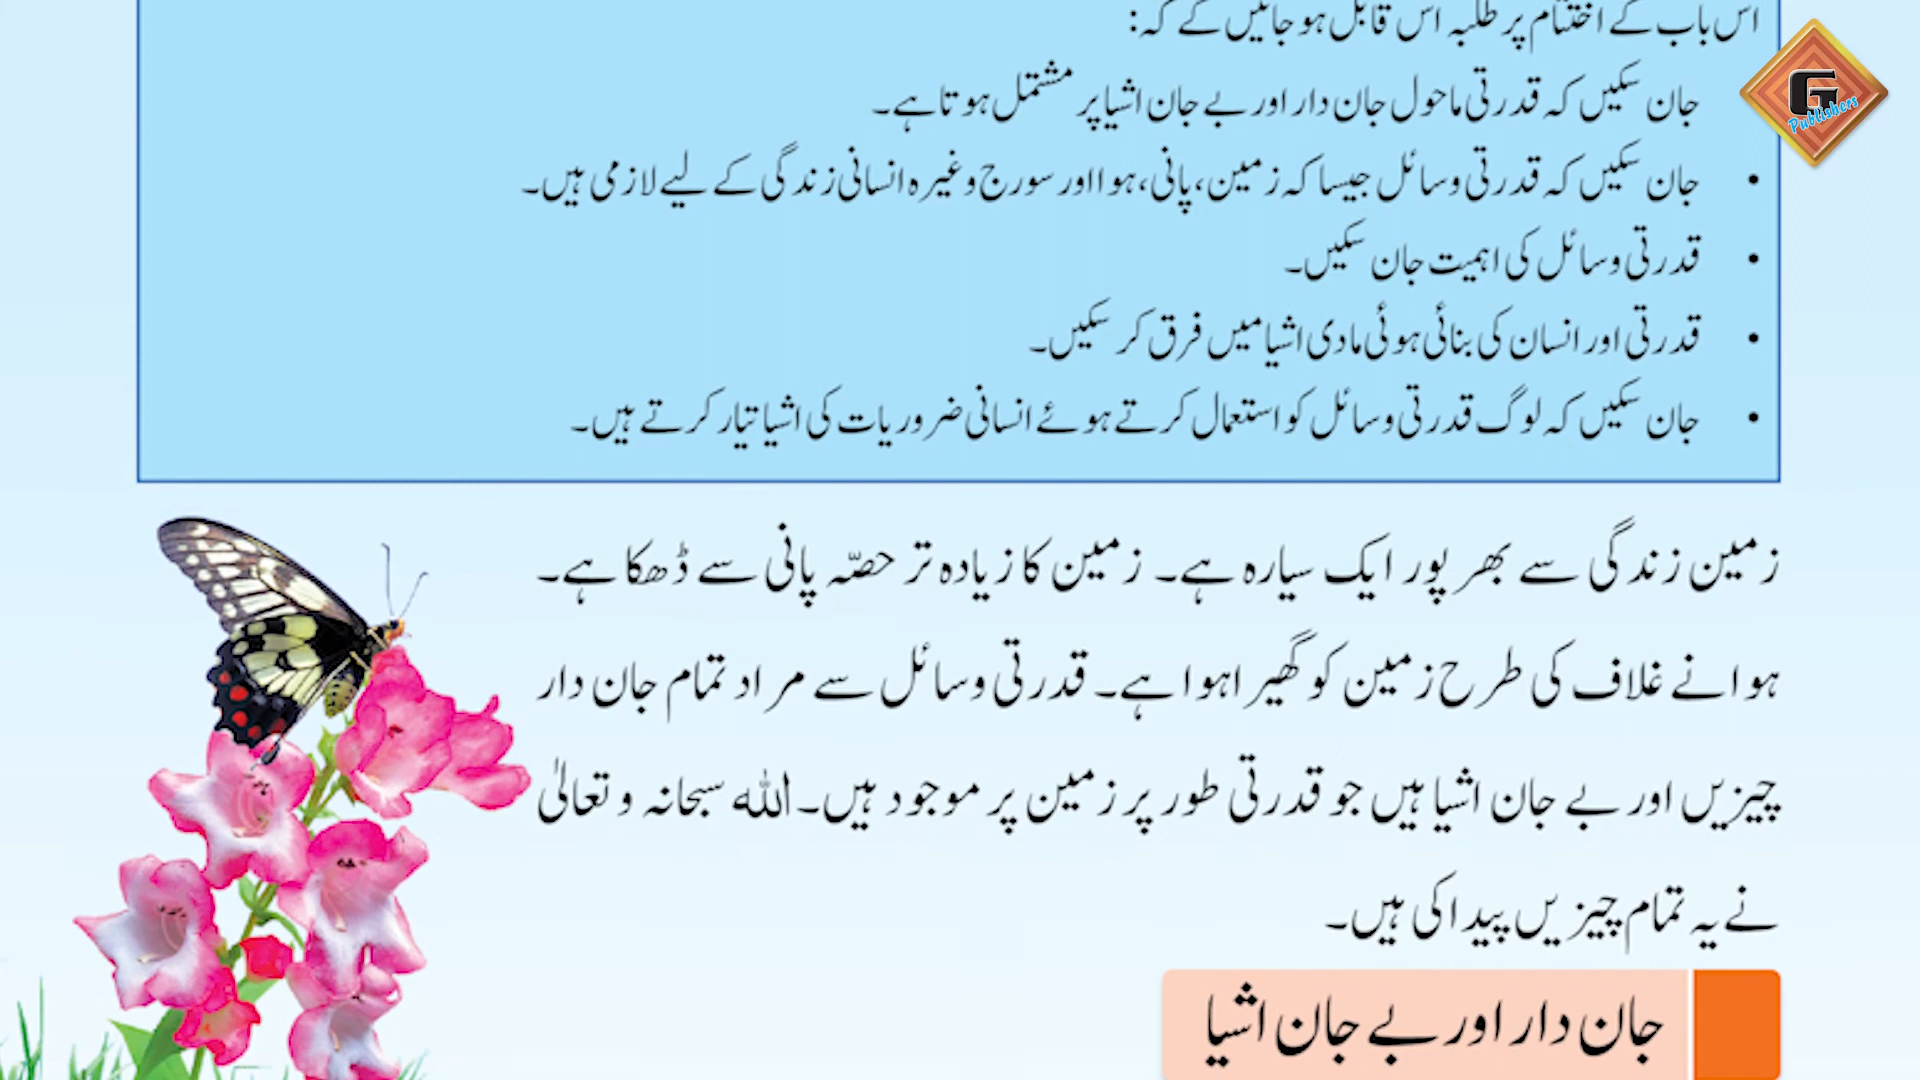 اس باب کے اختتام پر طلبہ اس قابل ہو جائیں گے کہ:
جان سکیں کہ قدرتی ماحول جان دار اور بے جان اشیا پر مشتمل ہوتا ہے۔
• جان سکیں کہ قدرتی وسائل جیسا کہ زمین، پانی، ہوا اور سورج وغیرہ انسانی زندگی کے لیے لازمی ہیں۔
• قدرتی وسائل کی اہمیت جان سکیں۔
• قدرتی اور انسان کی بنائی ہوئی مادی اشیا میں فرق کر سکیں۔
• جان سکیں کہ لوگ قدرتی وسائل کو استعمال کرتے ہوئے انسانی ضروریات کی اشیا تیار کرتے ہیں۔
G
Publishers
زمین زندگی سے بھر پور ایک سیارہ ہے۔ زمین کا زیادہ تر حصّہ پانی سے ڈھکا ہے۔
ہوا نے غلاف کی طرح زمین کو گھیرا ہوا ہے۔ قدرتی وسائل سے مراد تمام جان دار
چیزیں اور بے جان اشیا ہیں جو قدرتی طور پر زمین پر موجود ہیں۔ اللہ سبحانہ و تعالیٰ
نے یہ تمام چیزیں پیدا کی ہیں۔
جان دار اور بے جان اشیا